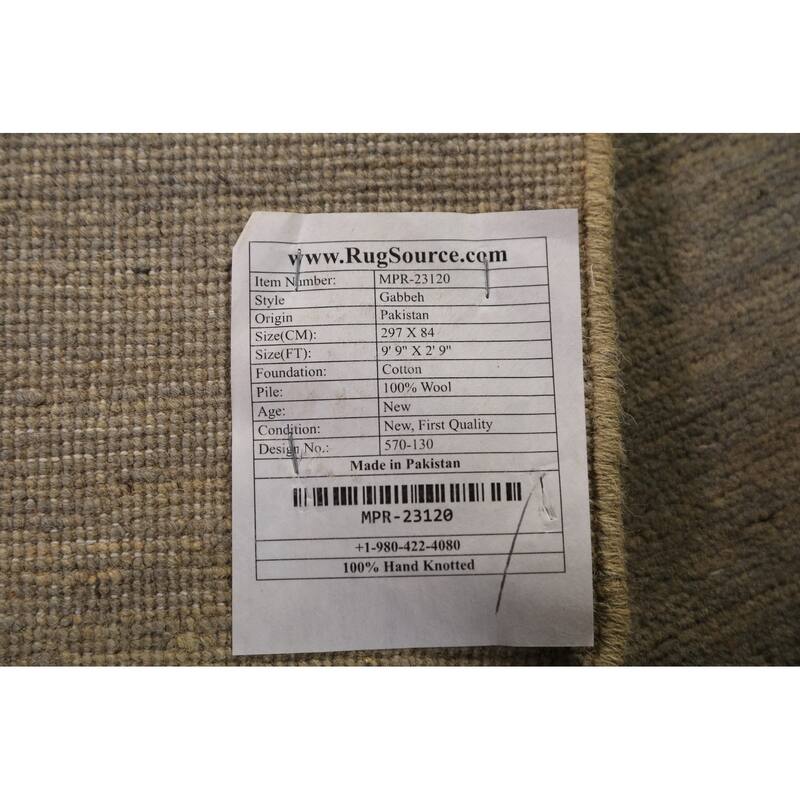 www.RugSource.com
Item Number: MPR-23120
Style Gabbeh
Origin Pakistan
Size(CM): 297 X 84
Size(FT): 9' 9" X 2' 9"
Foundation: Cotton
Pile: 100% Wool
Age: New
Condition: New, First Quality
Design No.: 570-130
Made in Pakistan
MPR-23120
+1-980-422-4080
100% Hand Knotted